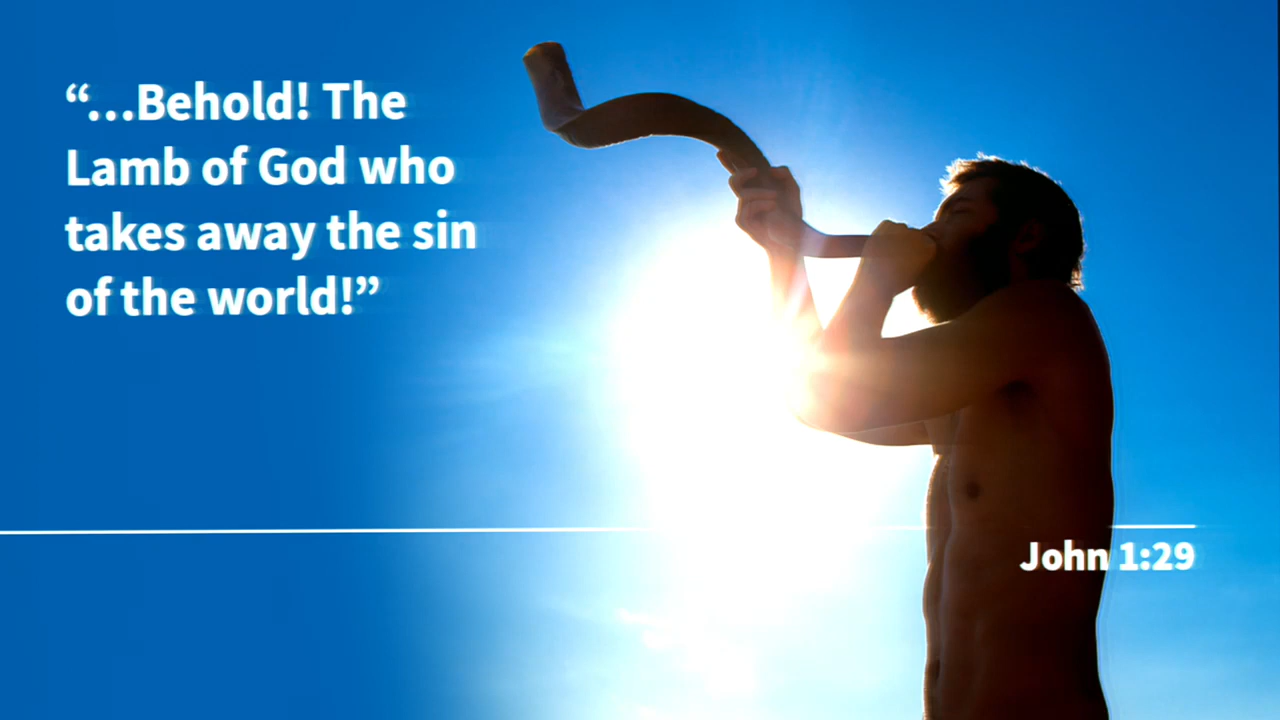 “...Behold! The
Lamb of God who
takes away the sin
of the world!”
John 1:29